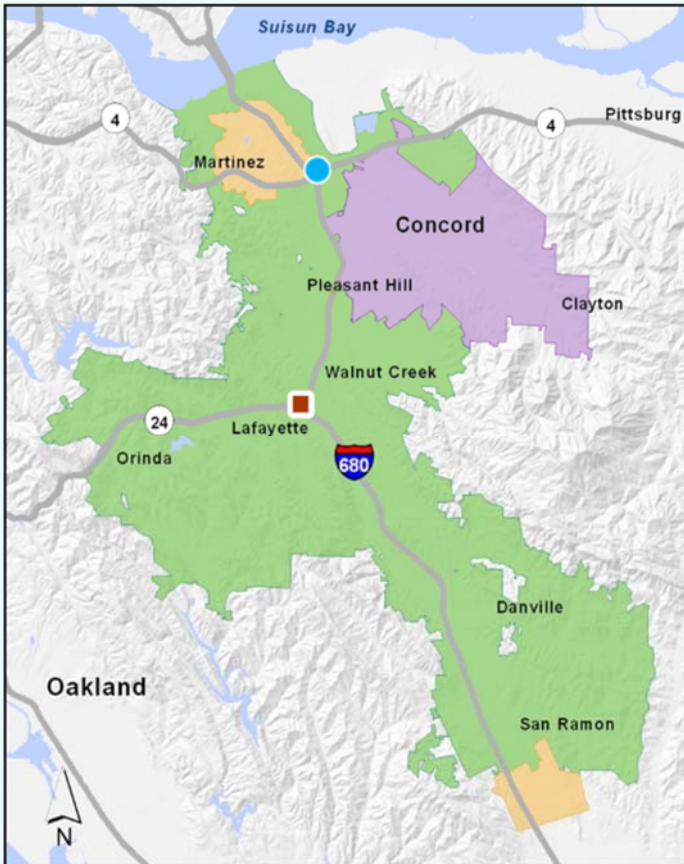 Suisun Bay
4
4
Pittsburg
Martinez
Concord
Pleasant Hill
Clayton
Walnut Creek
24
Lafayette
Orinda
680
Danville
Oakland
San Ramon
N